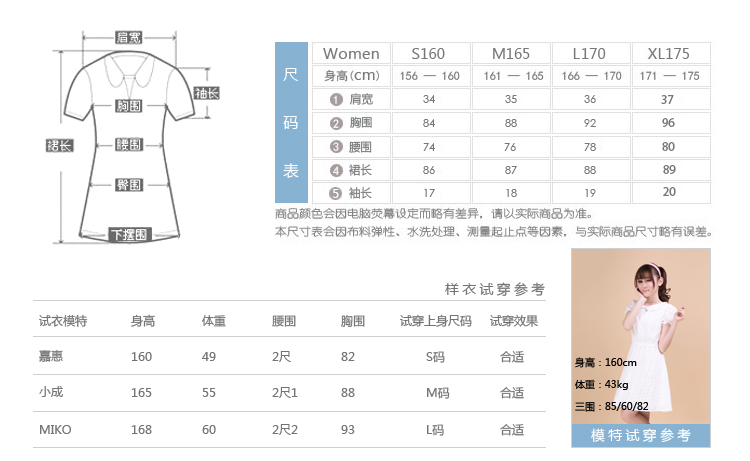 肩宽
袖长
胸围
裙长
腰围
臀围
下摆围
尺码表
Women S160 M165 L170 XL175
身高(cm) 156 — 160 161 — 165 166 — 170 171 — 175
① 肩宽 34 35 36 37
② 胸围 84 88 92 96
③ 腰围 74 76 78 80
④ 裙长 86 87 88 89
⑤ 袖长 17 18 19 20
商品颜色会因电脑荧幕设定而略有差异，请以实际商品为准。
本尺寸表会因布料弹性、水洗处理、测量起止点等因素，与实际商品尺寸略有误差。
样衣试穿参考
试衣模特 身高 体重 腰围 胸围 试穿上身尺码 试穿效果
嘉惠 160 49 2尺 82 S码 合适
小成 165 55 2尺1 88 M码 合适
MIKO 168 60 2尺2 93 L码 合适
身高：160cm
体重：43kg
三围：85/60/82
模特试穿参考